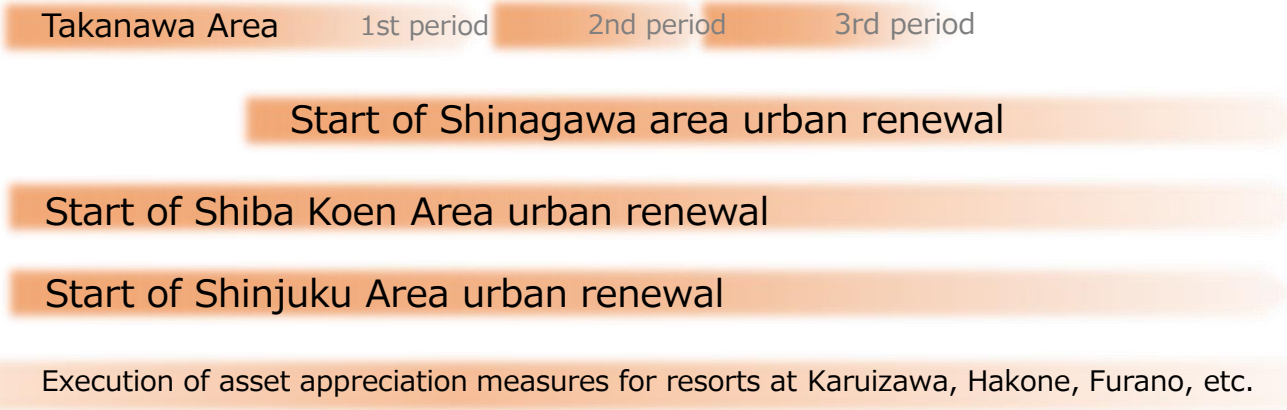 Takanawa Area 1st period 2nd period 3rd period
Start of Shinagawa area urban renewal
Start of Shiba Koen Area urban renewal
Start of Shinjuku Area urban renewal
Execution of asset appreciation measures for resorts at Karuizawa, Hakone, Furano, etc.